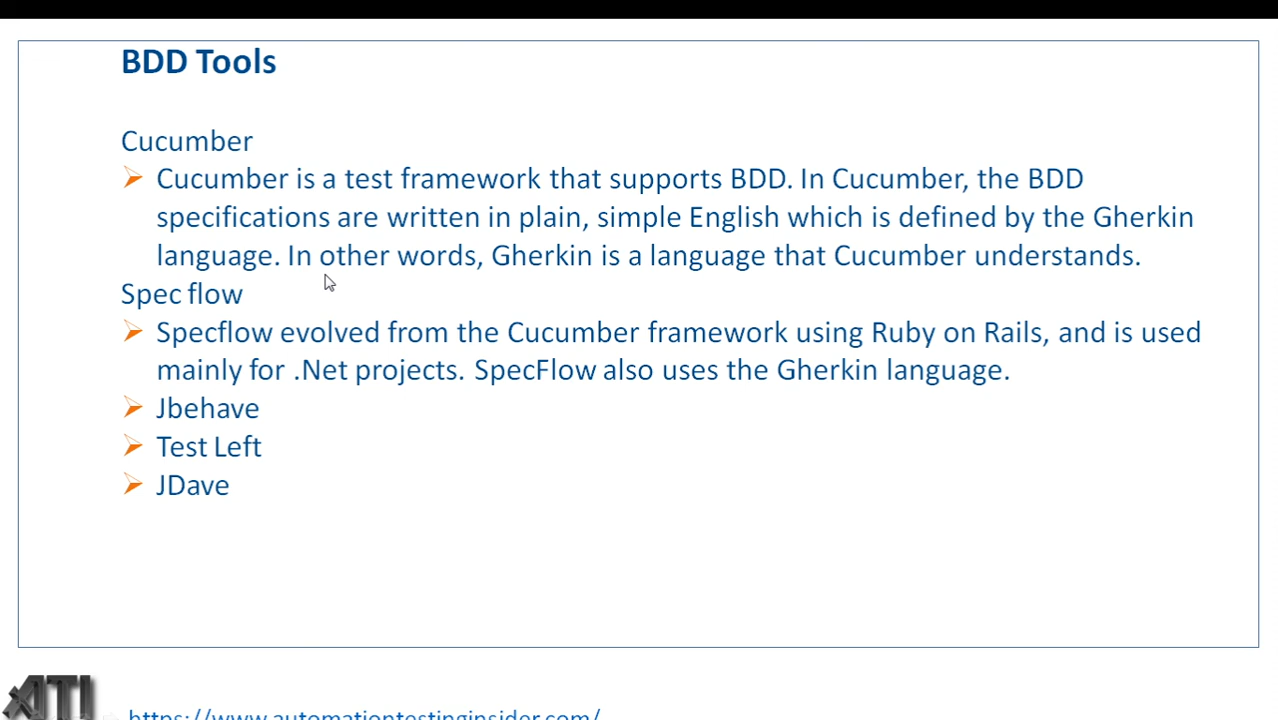 BDD Tools
Cucumber
Cucumber is a test framework that supports BDD. In Cucumber, the BDD
specifications are written in plain, simple English which is defined by the Gherkin
language. In other words, Gherkin is a language that Cucumber understands.
Spec flow
Specflow evolved from the Cucumber framework using Ruby on Rails, and is used
mainly for .Net projects. SpecFlow also uses the Gherkin language.
Jbehave
Test Left
JDave
ATI
https://www.automationtestinginsider.com/